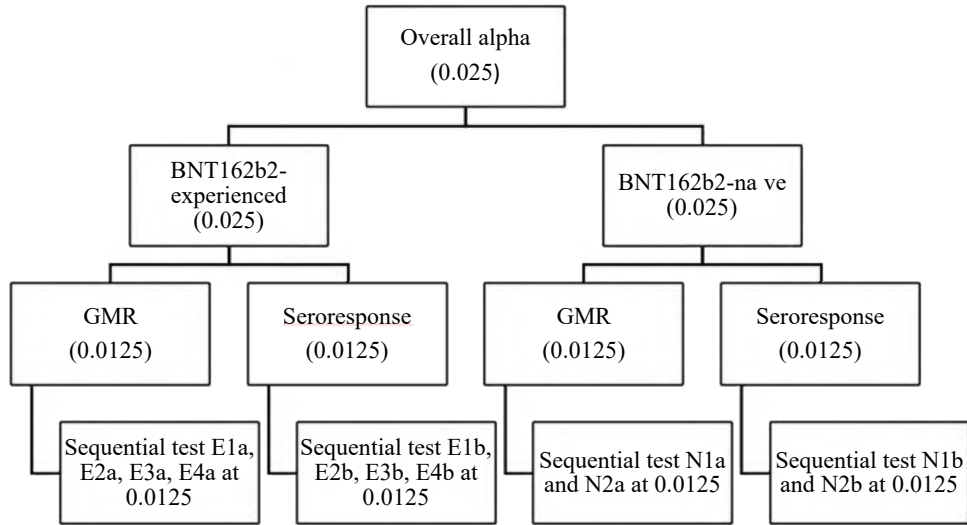 Overall alpha
(0.025)
BNT162b2-
experienced
(0.025)
BNT162b2-na ve
(0.025)
GMR
(0.0125)
Seroresponse
(0.0125)
GMR
(0.0125)
Seroresponse
(0.0125)
Sequential test E1a,
E2a, E3a, E4a at
0.0125
Sequential test E1b,
E2b, E3b, E4b at
0.0125
Sequential test N1a
and N2a at 0.0125
Sequential test N1b
and N2b at 0.0125